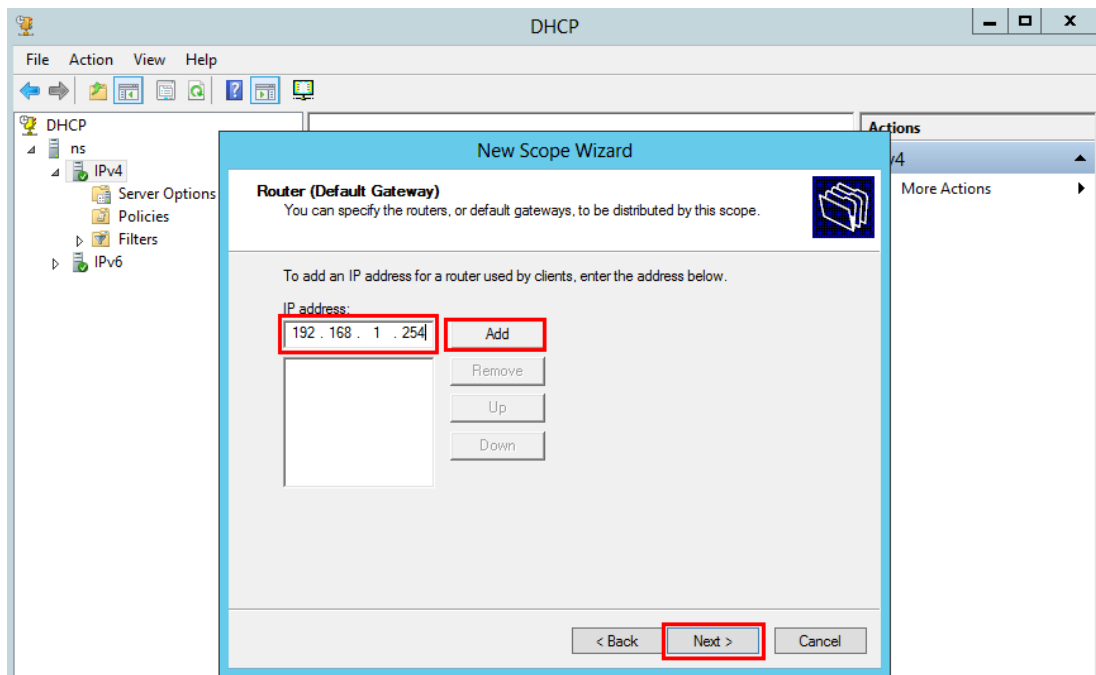 DHCP
File Action View Help
DHCP
ns
IPv4
Server Options
Policies
Filters
IPv6
New Scope Wizard
Router (Default Gateway)
You can specify the routers, or default gateways, to be distributed by this scope.
To add an IP address for a router used by clients, enter the address below.
IP address:
192 . 168 . 1 . 254
Add
Remove
Up
Down
< Back Next > Cancel
Actions
v4
More Actions